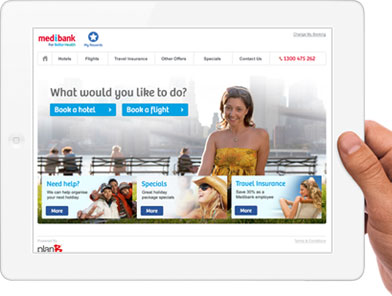 medibank
For Better Health
My Rewards
Change My Booking
Hotels
Flights
Travel Insurance
Other Offers
Specials
Contact Us
1300 475 262
What would you like to do?
Book a hotel
Book a flight
Need help?
We can help organise
your next holiday
More
Specials
Great holiday
package specials
More
Travel Insurance
Save 30% as a
Medibank employee
More
Powered By
Terms & Conditions
planB